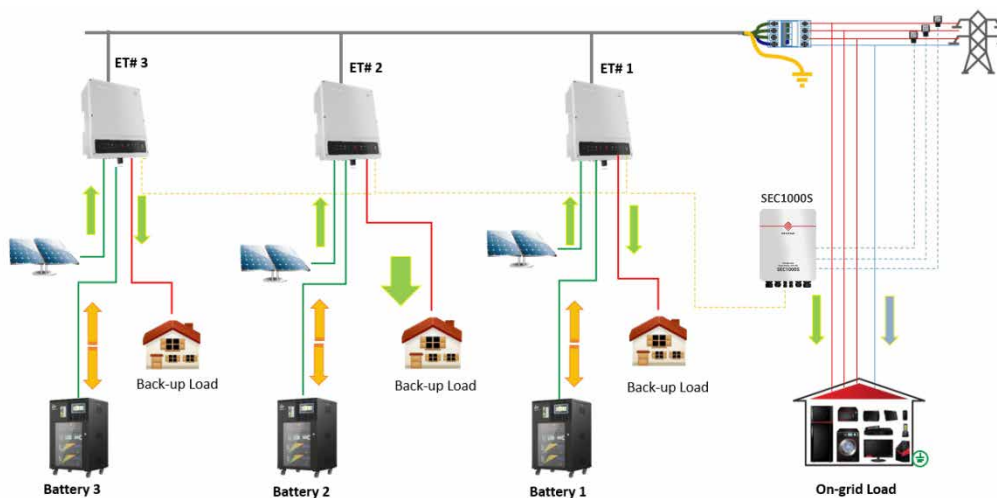 ET# 3
ET# 2
ET# 1
SEC1000S
SEC1000S
Back-up Load
Back-up Load
Back-up Load
Battery 3
Battery 2
Battery 1
On-grid Load